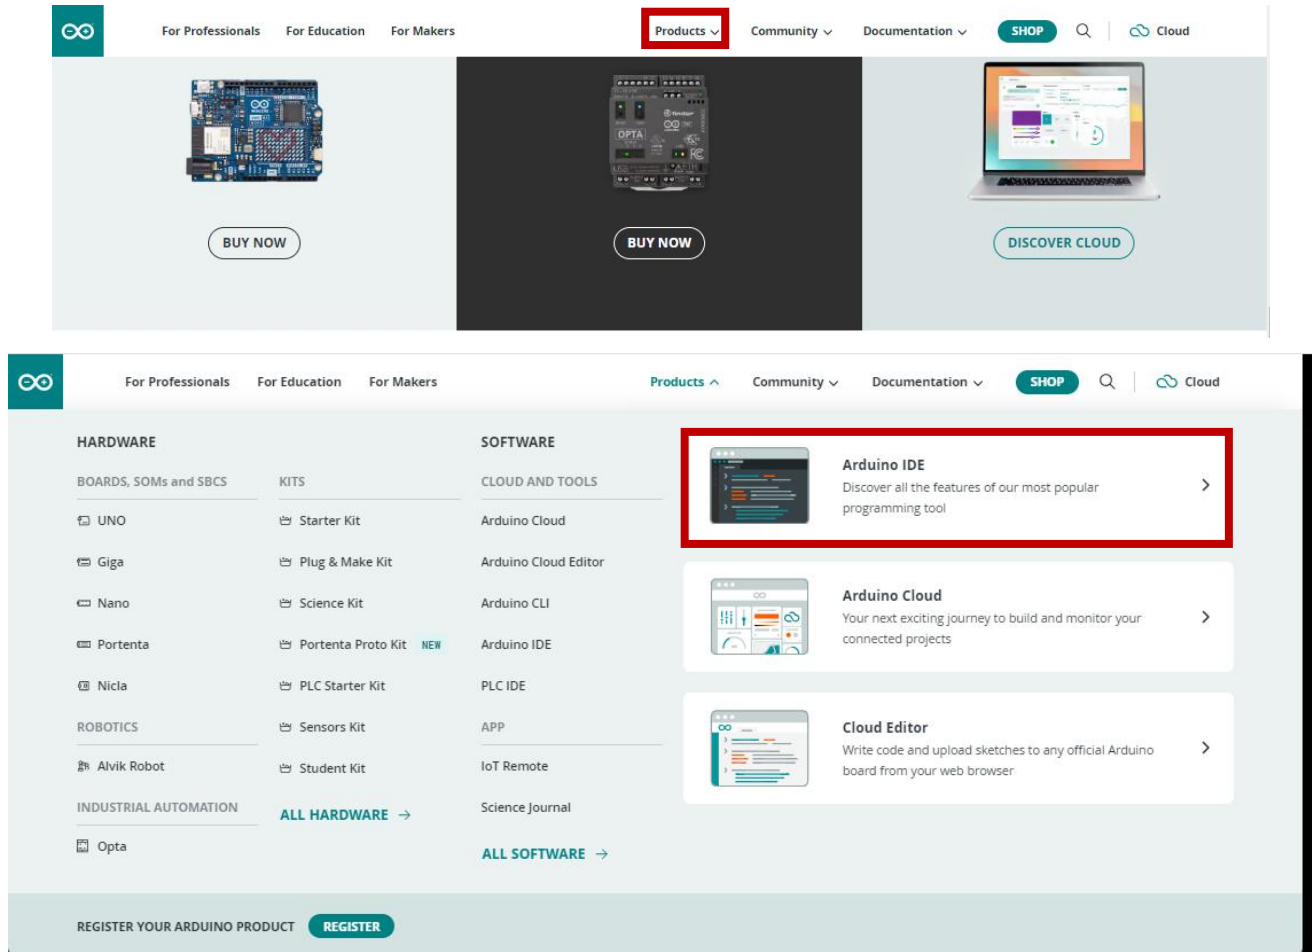 For Professionals For Education For Makers Products Community Documentation SHOP Cloud
OPTA
finder
BUY NOW BUY NOW DISCOVER CLOUD
For Professionals For Education For Makers Products Community Documentation SHOP Cloud
HARDWARE
BOARDS, SOMs and SBCS
UNO
Giga
Nano
Portenta
Nicla
ROBOTICS
Alvik Robot
INDUSTRIAL AUTOMATION
Opta
KITS
Starter Kit
Plug & Make Kit
Science Kit
Portenta Proto Kit NEW
PLC Starter Kit
Sensors Kit
Student Kit
ALL HARDWARE →
SOFTWARE
CLOUD AND TOOLS
Arduino Cloud
Arduino Cloud Editor
Arduino CLI
Arduino IDE
PLC IDE
APP
IoT Remote
Science Journal
ALL SOFTWARE →
Arduino IDE
Discover all the features of our most popular
programming tool
Arduino Cloud
Your next exciting journey to build and monitor your
connected projects
Cloud Editor
Write code and upload sketches to any official Arduino
board from your web browser
REGISTER YOUR ARDUINO PRODUCT REGISTER